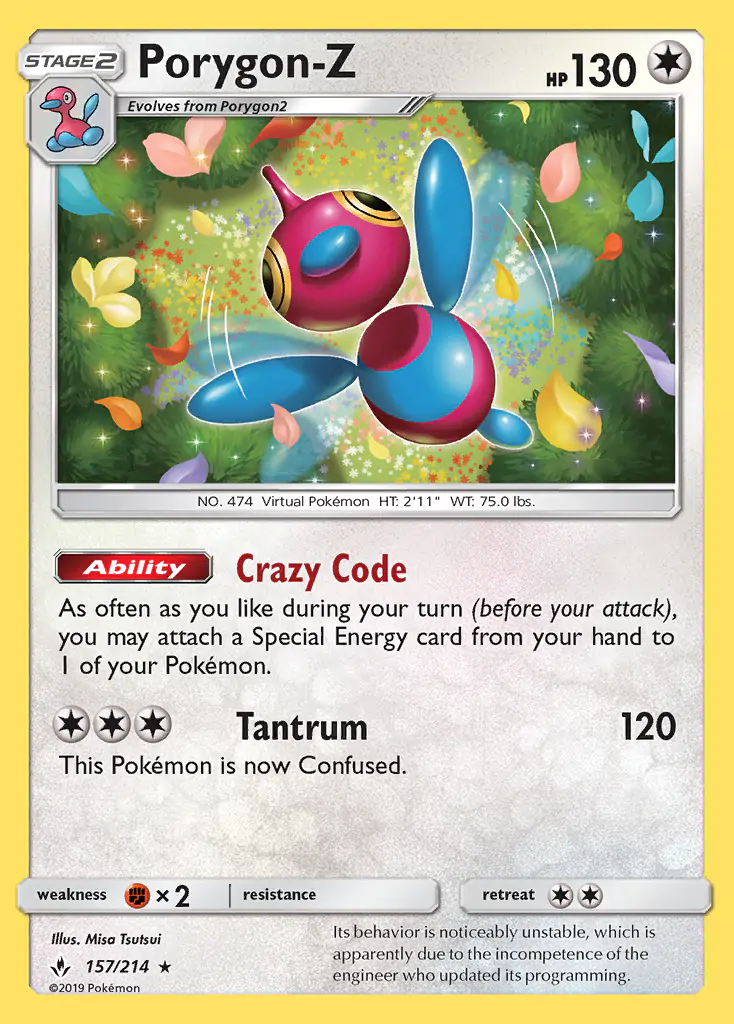 STAGE2
Porygon-Z
HP 130
Evolves from Porygon2
NO. 474 Virtual Pokémon HT: 2'11" WT: 75.0 lbs.
Ability Crazy Code
As often as you like during your turn (before your attack),
you may attach a Special Energy card from your hand to
1 of your Pokémon.
Tantrum 120
This Pokémon is now Confused.
weakness ×2 resistance retreat
Illus. Misa Tsutsui
157/214 ★
©2019 Pokémon
Its behavior is noticeably unstable, which is
apparently due to the incompetence of the
engineer who updated its programming.